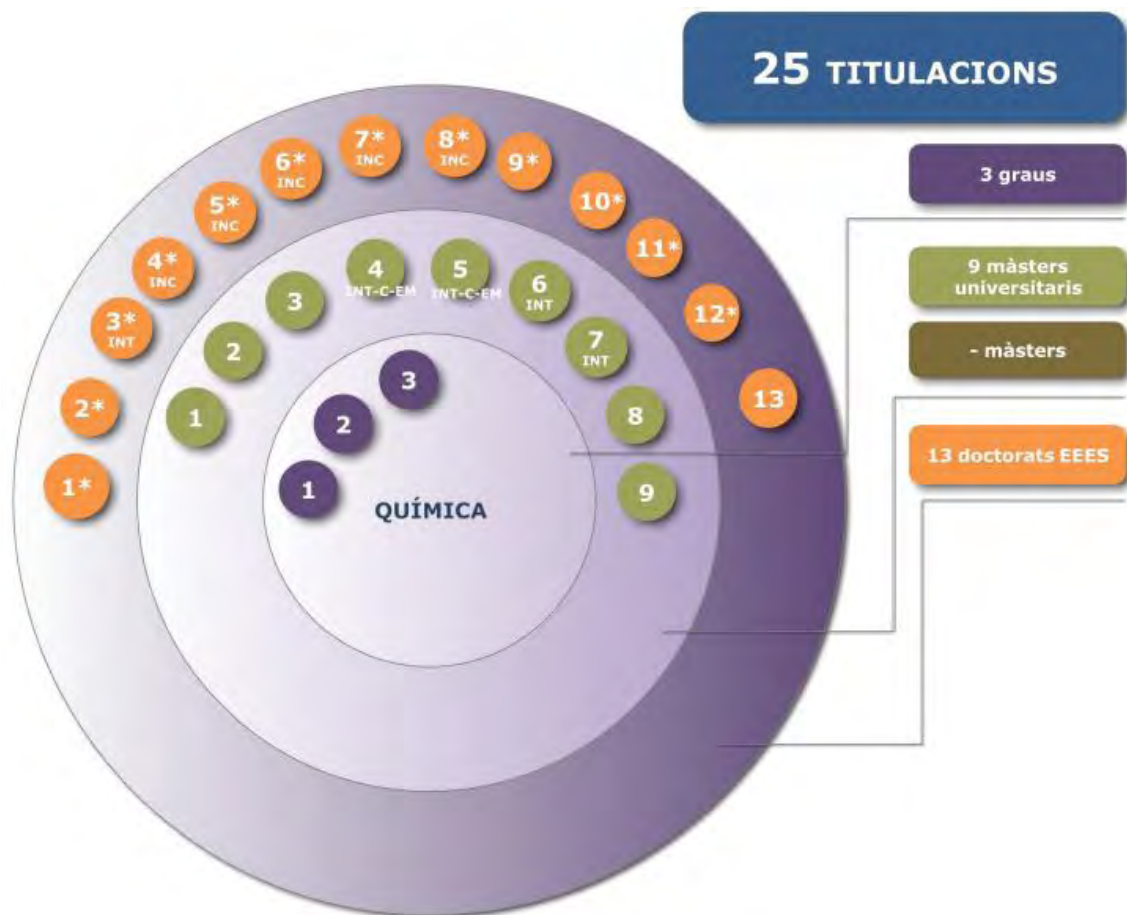 25 TITULACIONS
3 graus
9 màsters
universitaris
- màsters
13 doctorats EEES
1*
2*
3*
INT
4*
INC
5*
INC
6*
INC
7*
INC
8*
INC
9*
10*
11*
12*
13
1
2
3
4
INT-C-EM
5
INT-C-EM
6
INT
7
INT
8
9
1
2
3
QUÍMICA